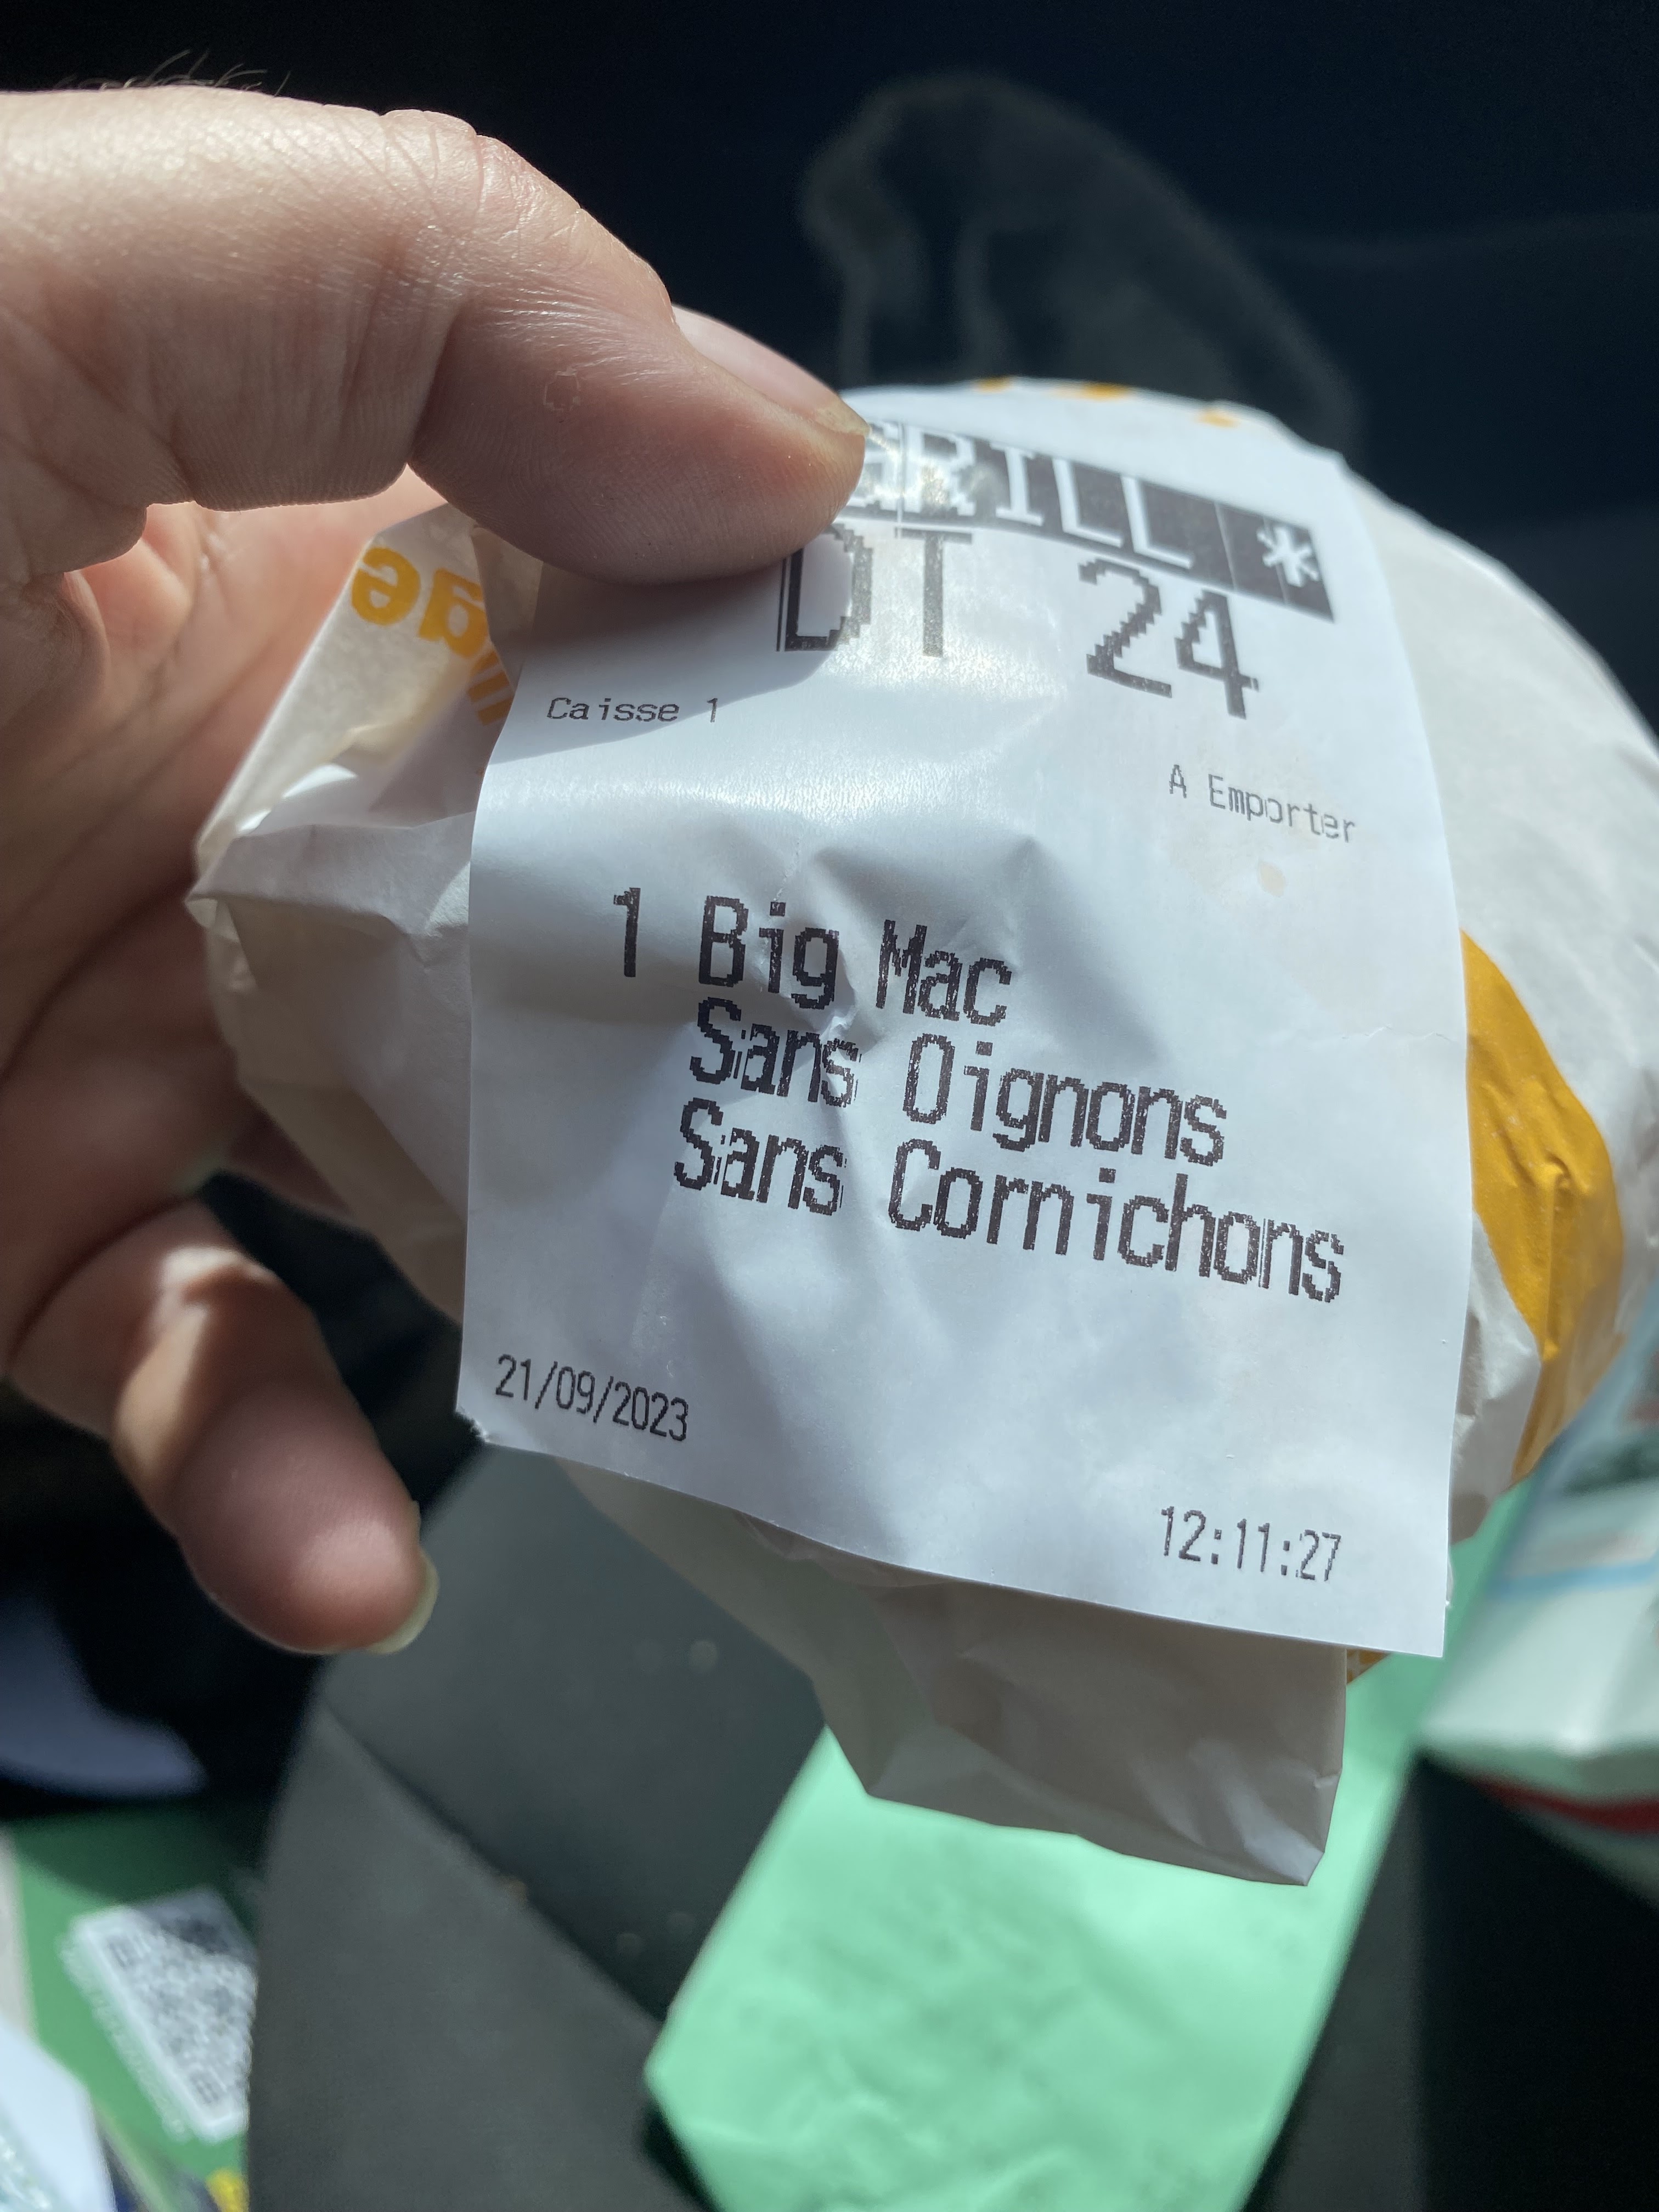 GRILL *
DT 24
Caisse 1
A Emporter
1 Big Mac
Sans Oignons
Sans Cornichons
21/09/2023
12:11:27